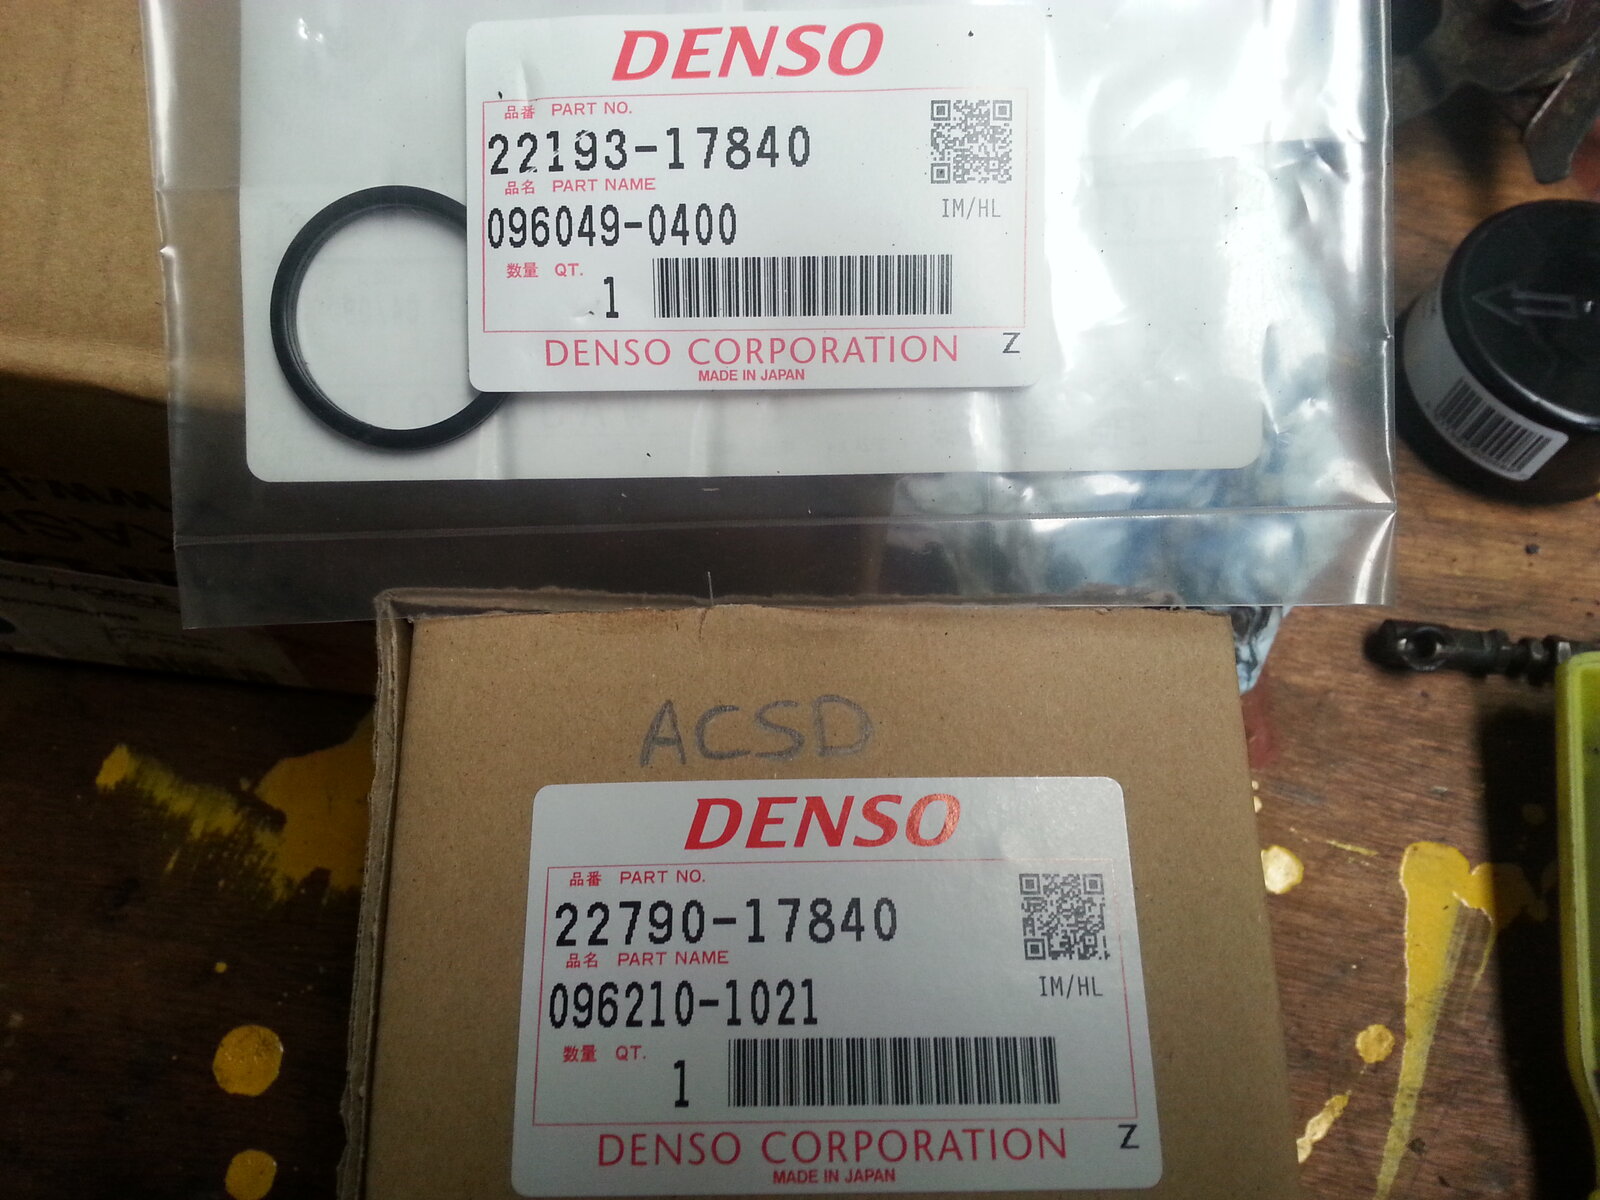 DENSO
品番 PART NO.
22193-17840
品名 PART NAME
096049-0400
IM/HL
数量 QT.
1
DENSO CORPORATION
Z
MADE IN JAPAN
ACSD
DENSO
品番 PART NO.
22790-17840
品名 PART NAME
096210-1021
IM/HL
数量 QT.
1
DENSO CORPORATION
Z
MADE IN JAPAN